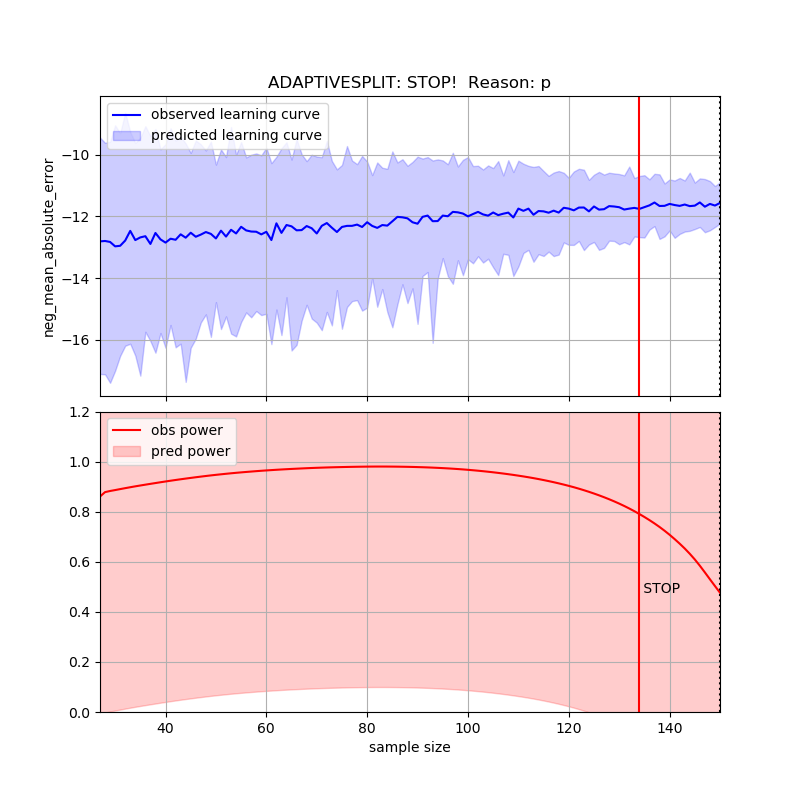 ADAPTIVESPLIT: STOP! Reason: p
observed learning curve
predicted learning curve
neg_mean_absolute_error
−10
−12
−14
−16
obs power
pred power
1.2
1.0
0.8
0.6
0.4
0.2
0.0
STOP
40 60 80 100 120 140
sample size